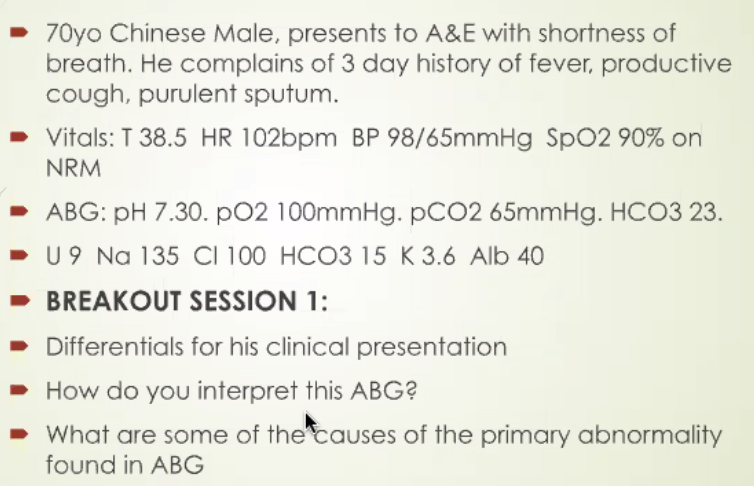 70yo Chinese Male, presents to A&E with shortness of
breath. He complains of 3 day history of fever, productive
cough, purulent sputum.
Vitals: T 38.5 HR 102bpm BP 98/65mmHg SpO2 90% on
NRM
ABG: pH 7.30. pO2 100mmHg. pCO2 65mmHg. HCO3 23.
U 9 Na 135 Cl 100 HCO3 15 K 3.6 Alb 40
BREAKOUT SESSION 1:
Differentials for his clinical presentation
How do you interpret this ABG?
What are some of the causes of the primary abnormality
found in ABG